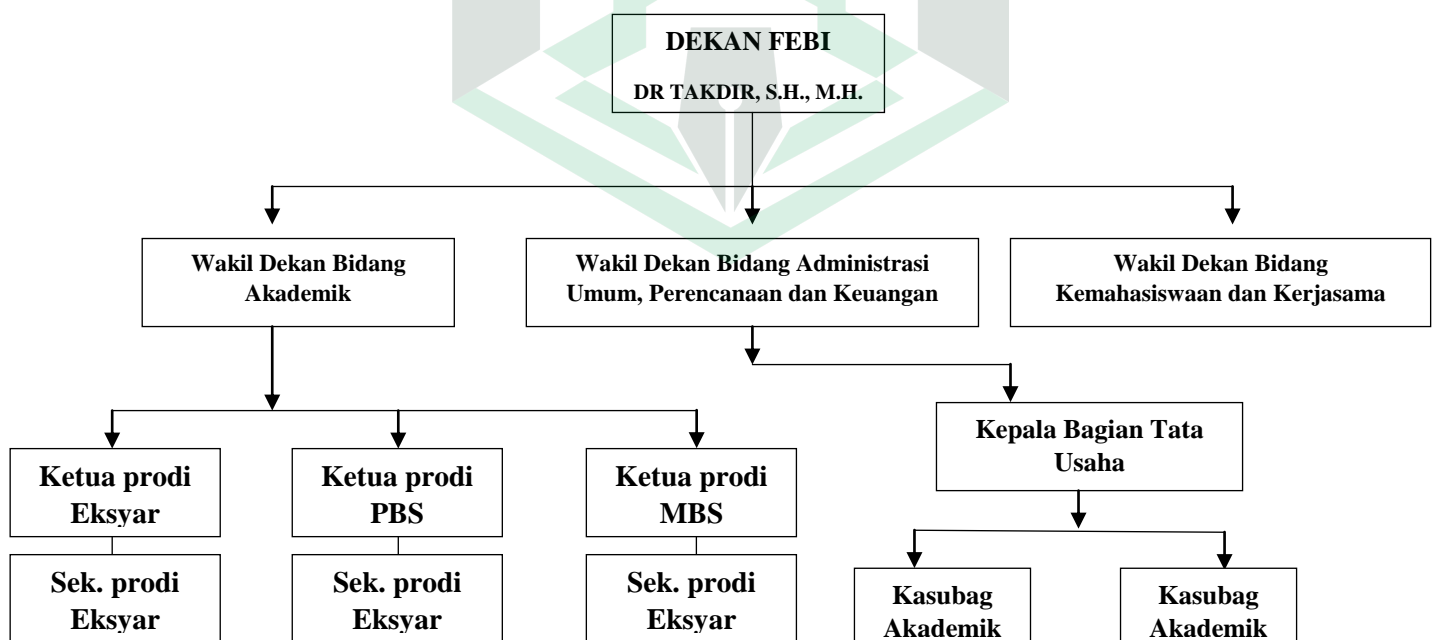 DEKAN FEBI
DR TAKDIR, S.H., M.H.
Wakil Dekan Bidang
Akademik
Wakil Dekan Bidang Administrasi
Umum, Perencanaan dan Keuangan
Wakil Dekan Bidang
Kemahasiswaan dan Kerjasama
Kepala Bagian Tata
Usaha
Ketua prodi
Eksyar
Ketua prodi
PBS
Ketua prodi
MBS
Sek. prodi
Eksyar
Sek. prodi
Eksyar
Sek. prodi
Eksyar
Kasubag
Akademik
Kasubag
Akademik